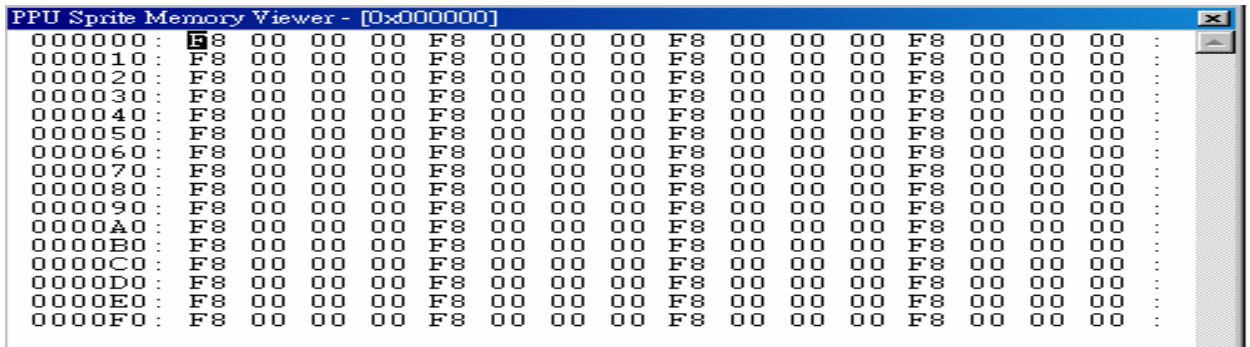 PPU Sprite Memory Viewer - [0x000000]
000000: F8 00 00 00 F8 00 00 00 F8 00 00 00 F8 00 00 00 :
000010: F8 00 00 00 F8 00 00 00 F8 00 00 00 F8 00 00 00 :
000020: F8 00 00 00 F8 00 00 00 F8 00 00 00 F8 00 00 00 :
000030: F8 00 00 00 F8 00 00 00 F8 00 00 00 F8 00 00 00 :
000040: F8 00 00 00 F8 00 00 00 F8 00 00 00 F8 00 00 00 :
000050: F8 00 00 00 F8 00 00 00 F8 00 00 00 F8 00 00 00 :
000060: F8 00 00 00 F8 00 00 00 F8 00 00 00 F8 00 00 00 :
000070: F8 00 00 00 F8 00 00 00 F8 00 00 00 F8 00 00 00 :
000080: F8 00 00 00 F8 00 00 00 F8 00 00 00 F8 00 00 00 :
000090: F8 00 00 00 F8 00 00 00 F8 00 00 00 F8 00 00 00 :
0000A0: F8 00 00 00 F8 00 00 00 F8 00 00 00 F8 00 00 00 :
0000B0: F8 00 00 00 F8 00 00 00 F8 00 00 00 F8 00 00 00 :
0000C0: F8 00 00 00 F8 00 00 00 F8 00 00 00 F8 00 00 00 :
0000D0: F8 00 00 00 F8 00 00 00 F8 00 00 00 F8 00 00 00 :
0000E0: F8 00 00 00 F8 00 00 00 F8 00 00 00 F8 00 00 00 :
0000F0: F8 00 00 00 F8 00 00 00 F8 00 00 00 F8 00 00 00 :